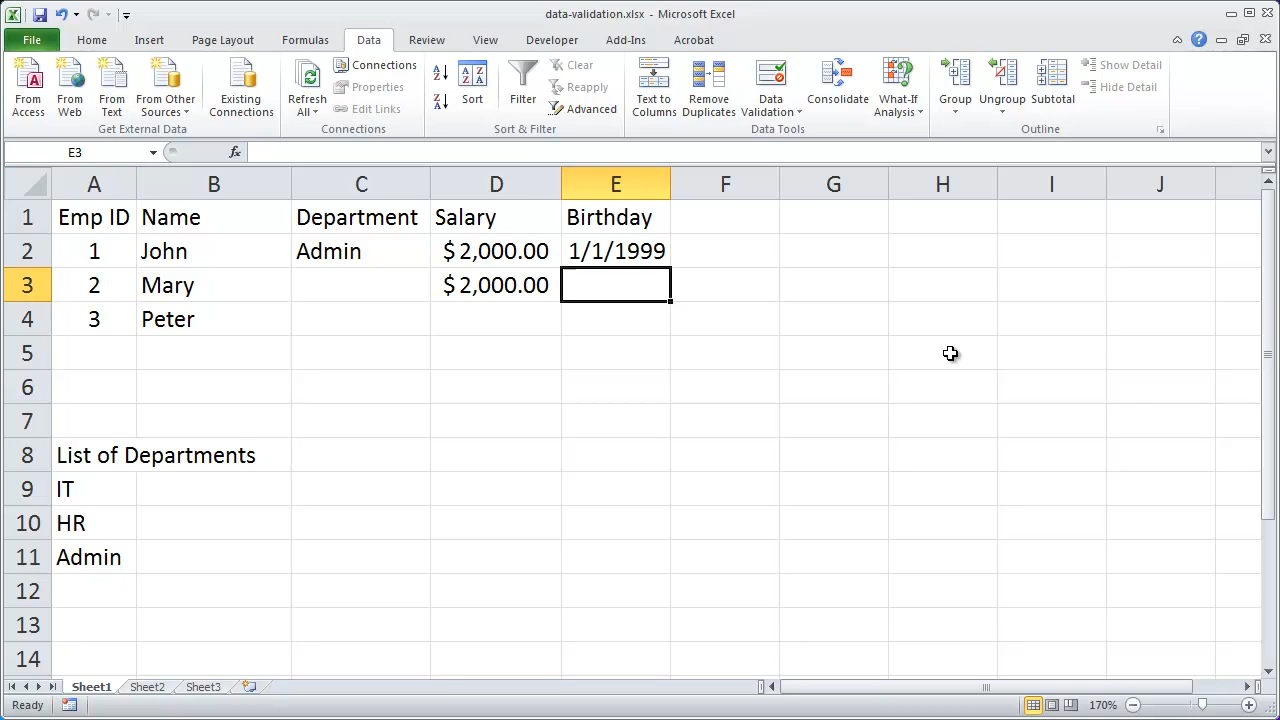 data-validation.xlsx - Microsoft Excel
File Home Insert Page Layout Formulas Data Review View Developer Add-Ins Acrobat
From Access
From Web
From Text
From Other Sources
Existing Connections
Get External Data
Refresh All
Connections
Properties
Edit Links
Connections
Sort
Filter
Clear
Reapply
Advanced
Sort & Filter
Text to Columns
Remove Duplicates
Data Validation
Consolidate
What-If Analysis
Data Tools
Group
Ungroup
Subtotal
Show Detail
Hide Detail
Outline
E3 fx
A B C D E F G H I J
1 Emp ID Name Department Salary Birthday
2 1 John Admin $ 2,000.00 1/1/1999
3 2 Mary $ 2,000.00
4 3 Peter
5
6
7
8 List of Departments
9 IT
10 HR
11 Admin
12
13
14
Sheet1 Sheet2 Sheet3
Ready 170%